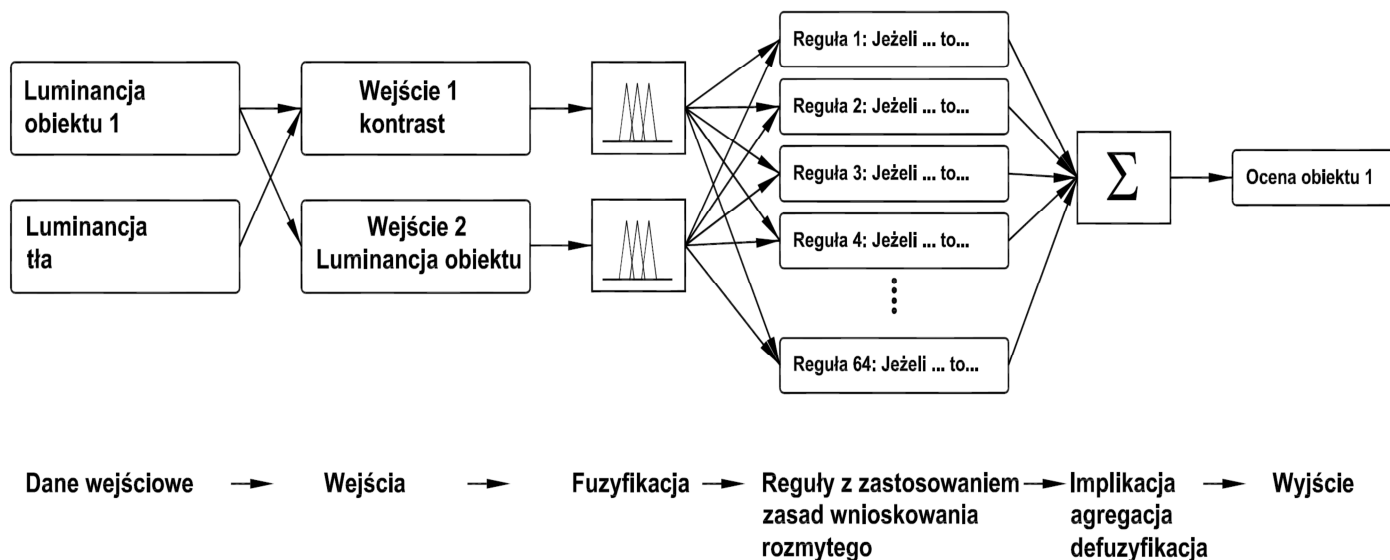 Luminancja
obiektu 1
Luminancja
tła
Wejście 1
kontrast
Wejście 2
Luminancja obiektu
Reguła 1: Jeżeli ... to...
Reguła 2: Jeżeli ... to...
Reguła 3: Jeżeli ... to...
Reguła 4: Jeżeli ... to...
Reguła 64: Jeżeli ... to...
Σ
Ocena obiektu 1
Dane wejściowe
Wejścia
Fuzyfikacja
Reguły z zastosowaniem
zasad wnioskowania
rozmytego
Implikacja
agregacja
defuzyfikacja
Wyjście